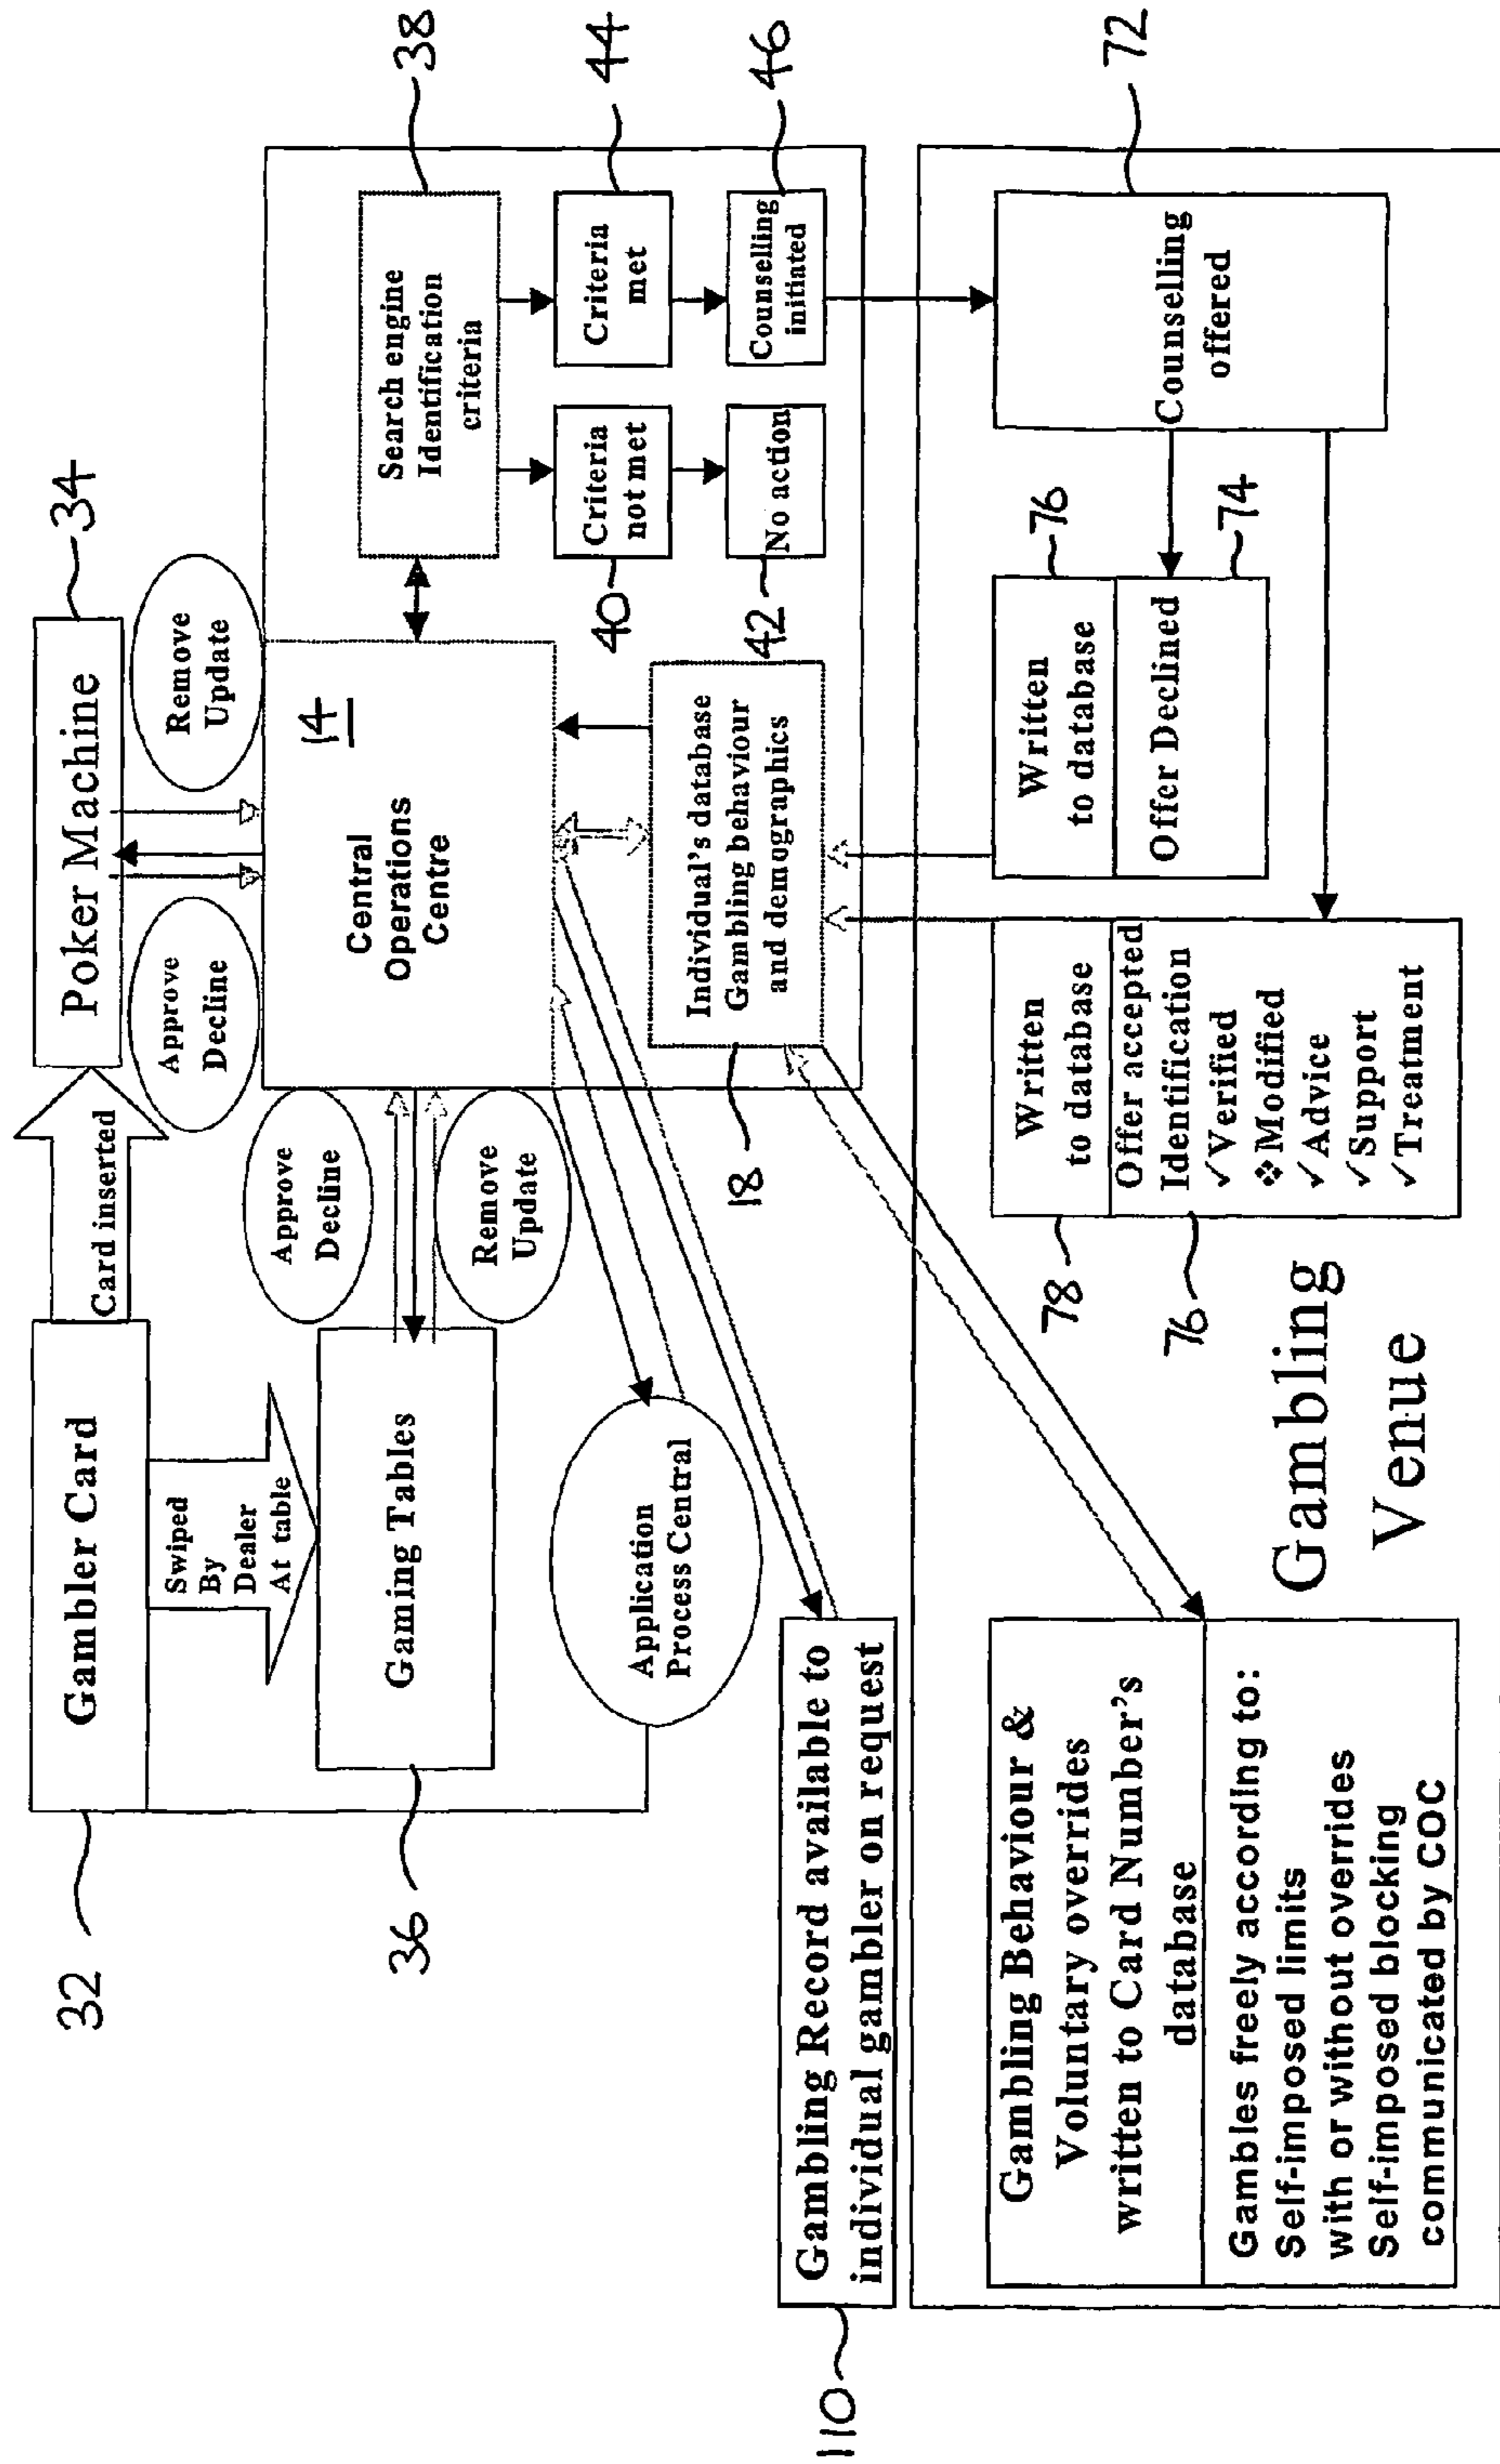 32
Gambler Card
Card inserted
Poker Machine
34
Swiped
By
Dealer
At table
Approve
Decline
Remove
Update
36
Gaming Tables
Approve
Decline
Remove
Update
14
Central
Operations
Centre
Search engine
Identification
criteria
38
Application
Process Central
40
Criteria
not met
Criteria
met
44
18
Individual's database
Gambling behaviour
and demographics
42
No action
Counselling
initiated
46
110
Gambling Record available to
individual gambler on request
Gambling Behaviour &
Voluntary overrides
written to Card Number's
database
Gambles freely according to:
Self-imposed limits
with or without overrides
Self-imposed blocking
communicated by COC
78
Written
to database
76
Offer accepted
Identification
✓Verified
❖Modified
✓Advice
✓Support
✓Treatment
Written
to database
76
Offer Declined
74
Counselling
offered
72
Gambling
Venue